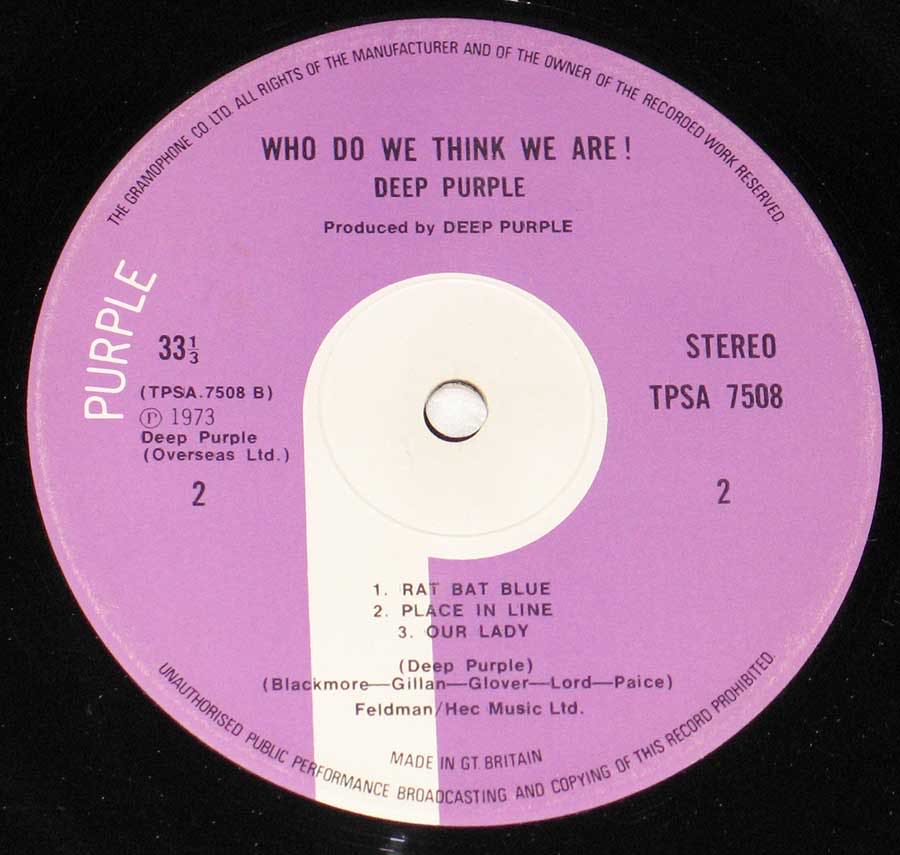 THE GRAMOPHONE CO LTD. ALL RIGHTS OF THE MANUFACTURER AND OF THE OWNER OF THE RECORDED WORK RESERVED.
WHO DO WE THINK WE ARE!
DEEP PURPLE
Produced by DEEP PURPLE
PURPLE
33⅓
(TPSA.7508 B)
Ⓟ 1973
Deep Purple
(Overseas Ltd.)
2
STEREO
TPSA 7508
2
1. RAT BAT BLUE
2. PLACE IN LINE
3. OUR LADY
(Deep Purple)
(Blackmore—Gillan—Glover—Lord—Paice)
Feldman/Hec Music Ltd.
MADE IN GT. BRITAIN
UNAUTHORISED PUBLIC PERFORMANCE BROADCASTING AND COPYING OF THIS RECORD PROHIBITED.